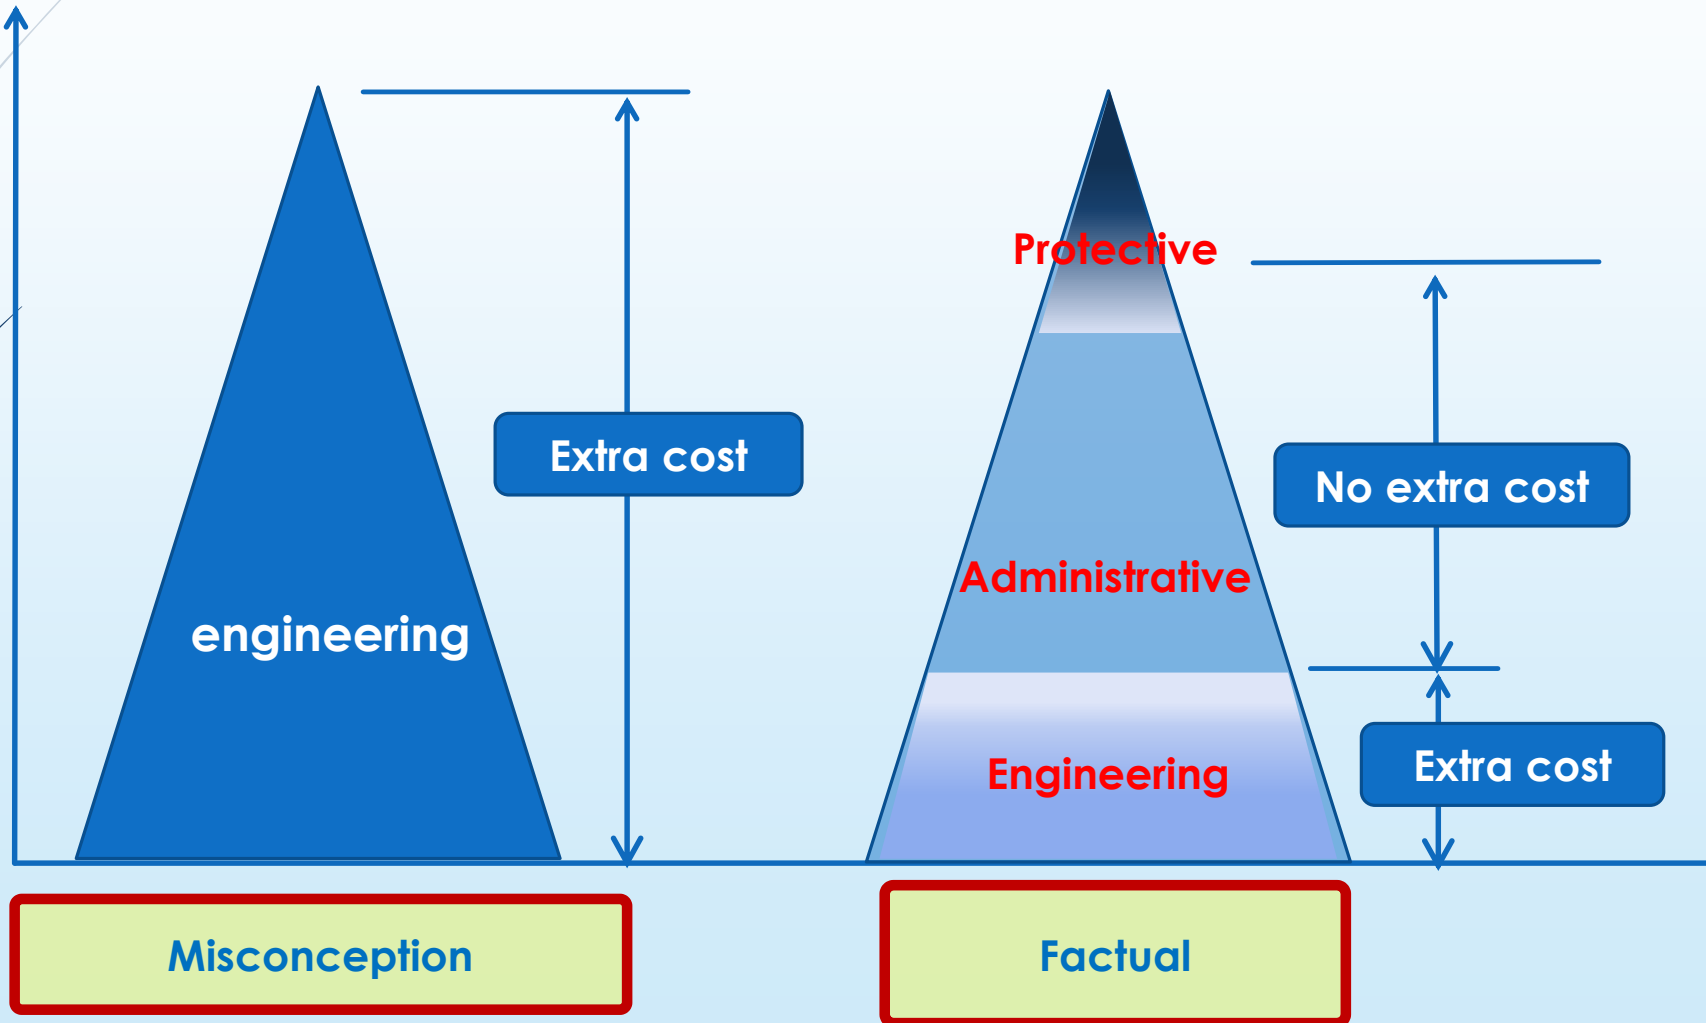 Protective
Extra cost
No extra cost
Administrative
engineering
Engineering
Extra cost
Misconception
Factual